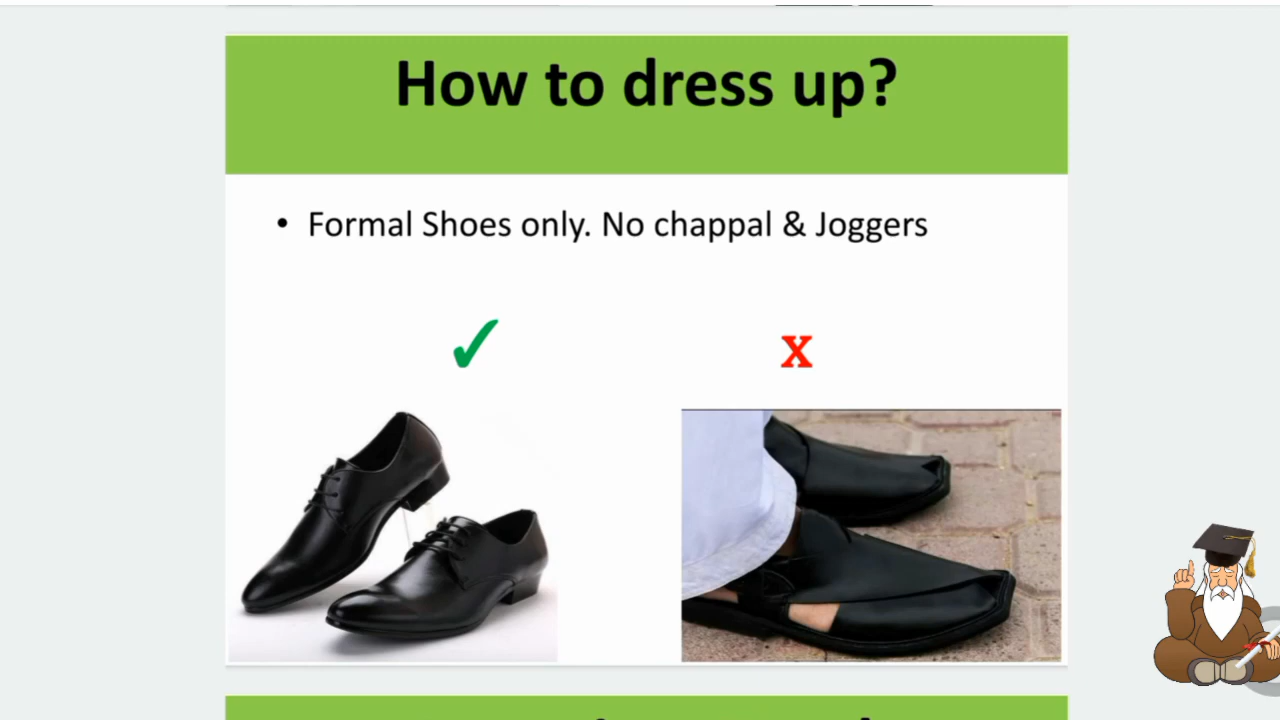 How to dress up?
• Formal Shoes only. No chappal & Joggers
✓ x